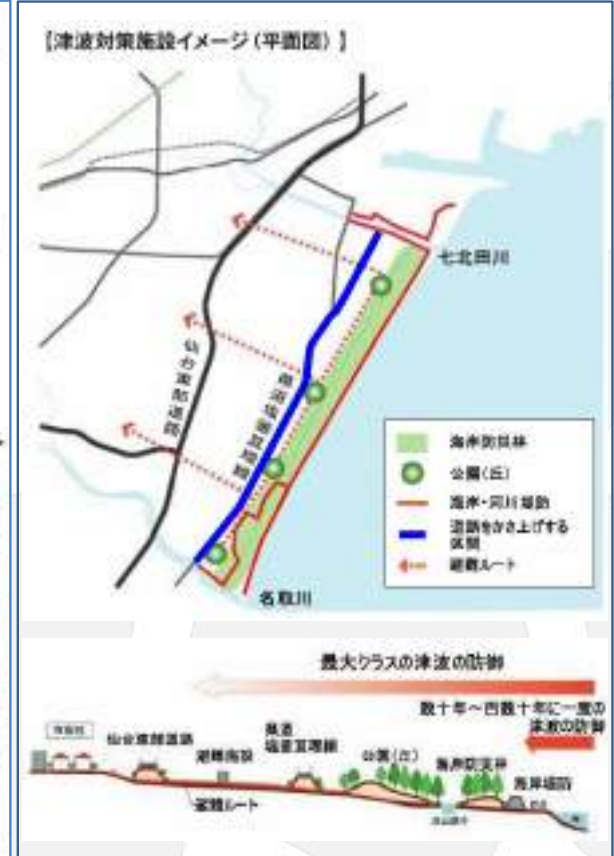 【津波対策施設イメージ(平面図)】
七北田川
仙台東部道路
県道塩釜亘理線
海岸防災林
公園(丘)
海岸・河川堤防
道路をかさ上げする
区間
避難ルート
名取川
最大クラスの津波の防御
数十年～百数十年に一度の
津波の防御
仙台東部道路
避難施設
県道
塩釜亘理線
公園(丘)
海岸防災林
海岸堤防
避難ルート